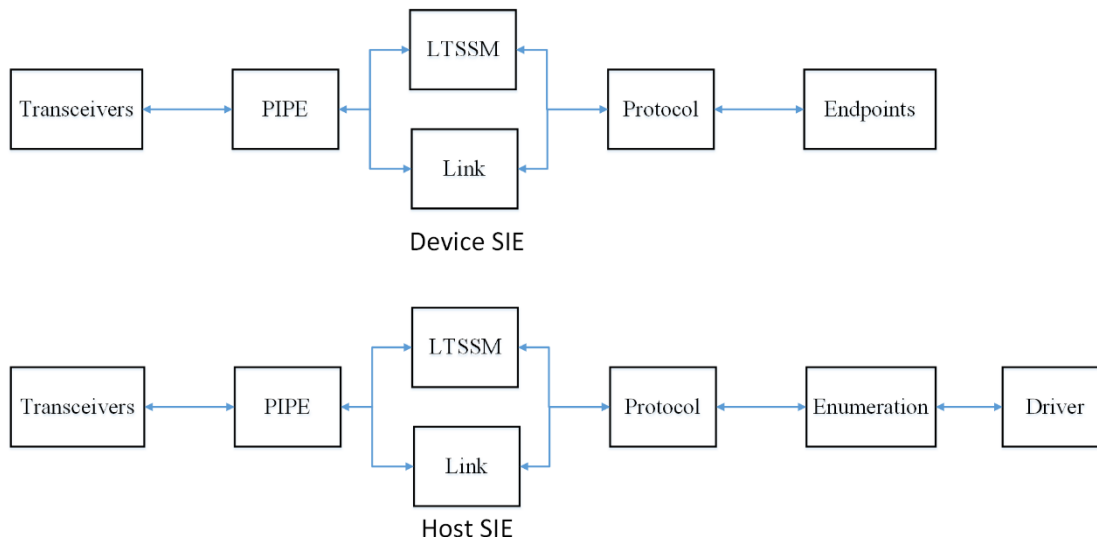 LTSSM
Transceivers
PIPE
Protocol
Endpoints
Link
Device SIE
LTSSM
Transceivers
PIPE
Protocol
Enumeration
Driver
Link
Host SIE